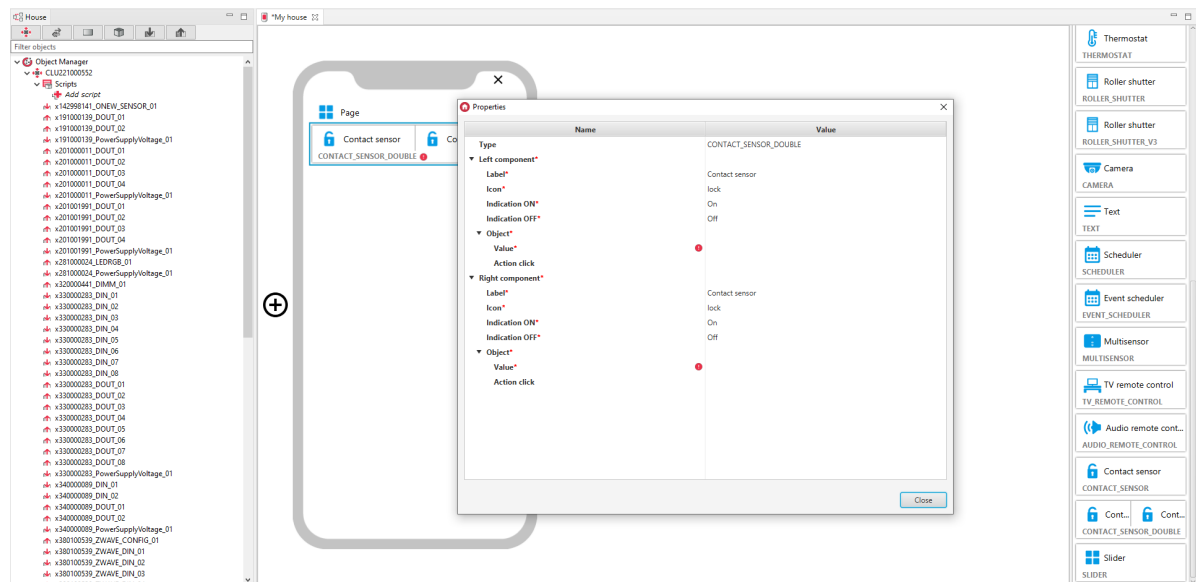 House
*My house
Filter objects
Object Manager
CLU221000552
Scripts
Add script
x142998141_ONEW_SENSOR_01
x191000139_DOUT_01
x191000139_DOUT_02
x191000139_PowerSupplyVoltage_01
x201000011_DOUT_01
x201000011_DOUT_02
x201000011_DOUT_03
x201000011_DOUT_04
x201000011_PowerSupplyVoltage_01
x201001991_DOUT_01
x201001991_DOUT_02
x201001991_DOUT_03
x201001991_DOUT_04
x201001991_PowerSupplyVoltage_01
x281000024_LEDRGB_01
x281000024_PowerSupplyVoltage_01
x320000441_DIMM_01
x330000283_DIN_01
x330000283_DIN_02
x330000283_DIN_03
x330000283_DIN_04
x330000283_DIN_05
x330000283_DIN_06
x330000283_DIN_07
x330000283_DIN_08
x330000283_DOUT_01
x330000283_DOUT_02
x330000283_DOUT_03
x330000283_DOUT_04
x330000283_DOUT_05
x330000283_DOUT_06
x330000283_DOUT_07
x330000283_DOUT_08
x330000283_PowerSupplyVoltage_01
x340000089_DIN_01
x340000089_DIN_02
x340000089_DOUT_01
x340000089_DOUT_02
x340000089_PowerSupplyVoltage_01
x380100539_ZWAVE_CONFIG_01
x380100539_ZWAVE_DIN_01
x380100539_ZWAVE_DIN_02
x380100539_ZWAVE_DIN_03
Page
Contact sensor Co
CONTACT_SENSOR_DOUBLE
Properties
Name Value
Type CONTACT_SENSOR_DOUBLE
Left component*
Label* Contact sensor
Icon* lock
Indication ON* On
Indication OFF* Off
Object*
Value*
Action click
Right component*
Label* Contact sensor
Icon* lock
Indication ON* On
Indication OFF* Off
Object*
Value*
Action click
Close
Thermostat
THERMOSTAT
Roller shutter
ROLLER_SHUTTER
Roller shutter
ROLLER_SHUTTER_V3
Camera
CAMERA
Text
TEXT
Scheduler
SCHEDULER
Event scheduler
EVENT_SCHEDULER
Multisensor
MULTISENSOR
TV remote control
TV_REMOTE_CONTROL
Audio remote cont...
AUDIO_REMOTE_CONTROL
Contact sensor
CONTACT_SENSOR
Cont... Cont...
CONTACT_SENSOR_DOUBLE
Slider
SLIDER